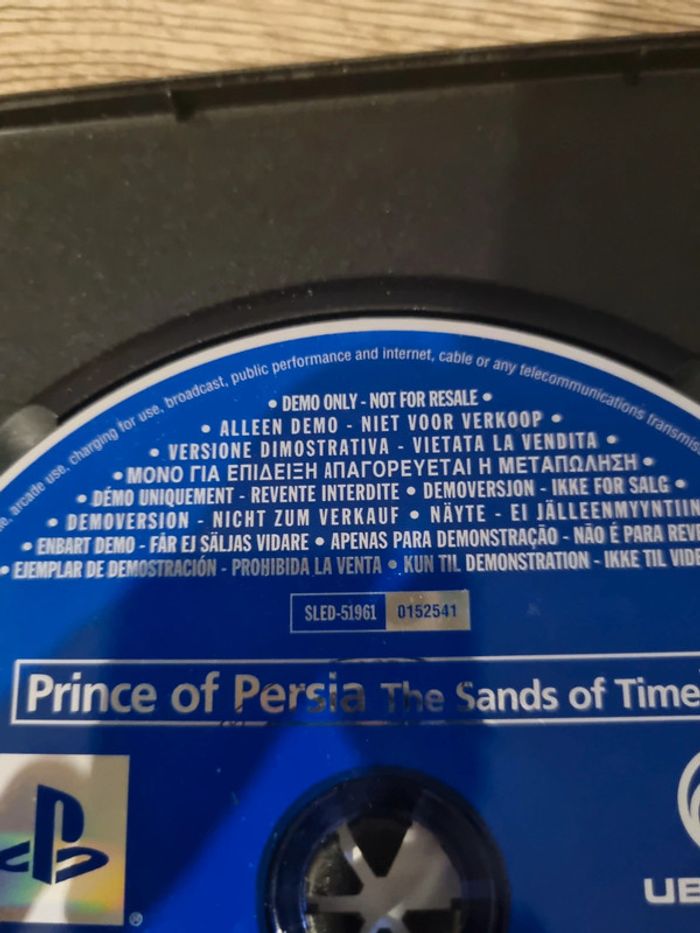 e, arcade use, charging for use, broadcast, public performance and internet, cable or any telecommunications transmis
• DEMO ONLY - NOT FOR RESALE •
• ALLEEN DEMO - NIET VOOR VERKOOP •
• VERSIONE DIMOSTRATIVA - VIETATA LA VENDITA •
• ΜΟΝΟ ΓΙΑ ΕΠΙΔΕΙΞΗ ΑΠΑΓΟΡΕΥΕΤΑΙ Η ΜΕΤΑΠΩΛΗΣΗ •
• DÉMO UNIQUEMENT - REVENTE INTERDITE • DEMOVERSJON - IKKE FOR SALG •
• DEMOVERSION - NICHT ZUM VERKAUF • NÄYTE - EI JÄLLEENMYYNTIIN
• ENBART DEMO - FÅR EJ SÄLJAS VIDARE • APENAS PARA DEMONSTRAÇÃO - NÃO É PARA REV
• EJEMPLAR DE DEMOSTRACIÓN - PROHIBIDA LA VENTA • KUN TIL DEMONSTRATION - IKKE TIL VIDE
SLED-51961 0152541
Prince of Persia The Sands of Time
®
UB